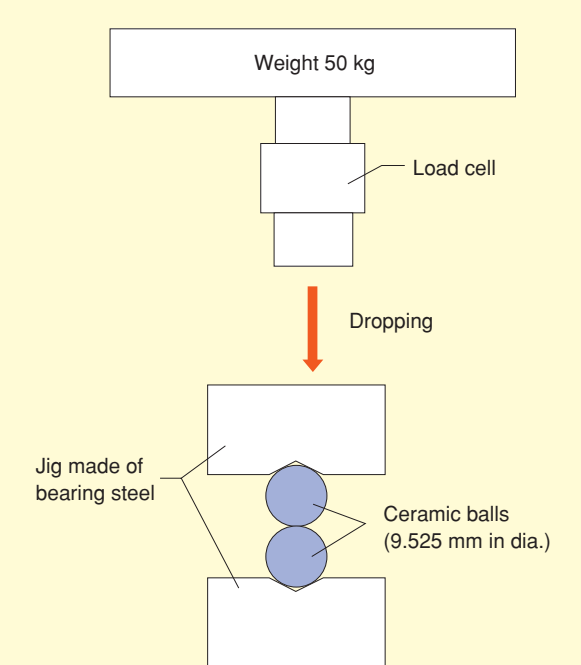 Weight 50 kg
Load cell
Dropping
Jig made of
bearing steel
Ceramic balls
(9.525 mm in dia.)